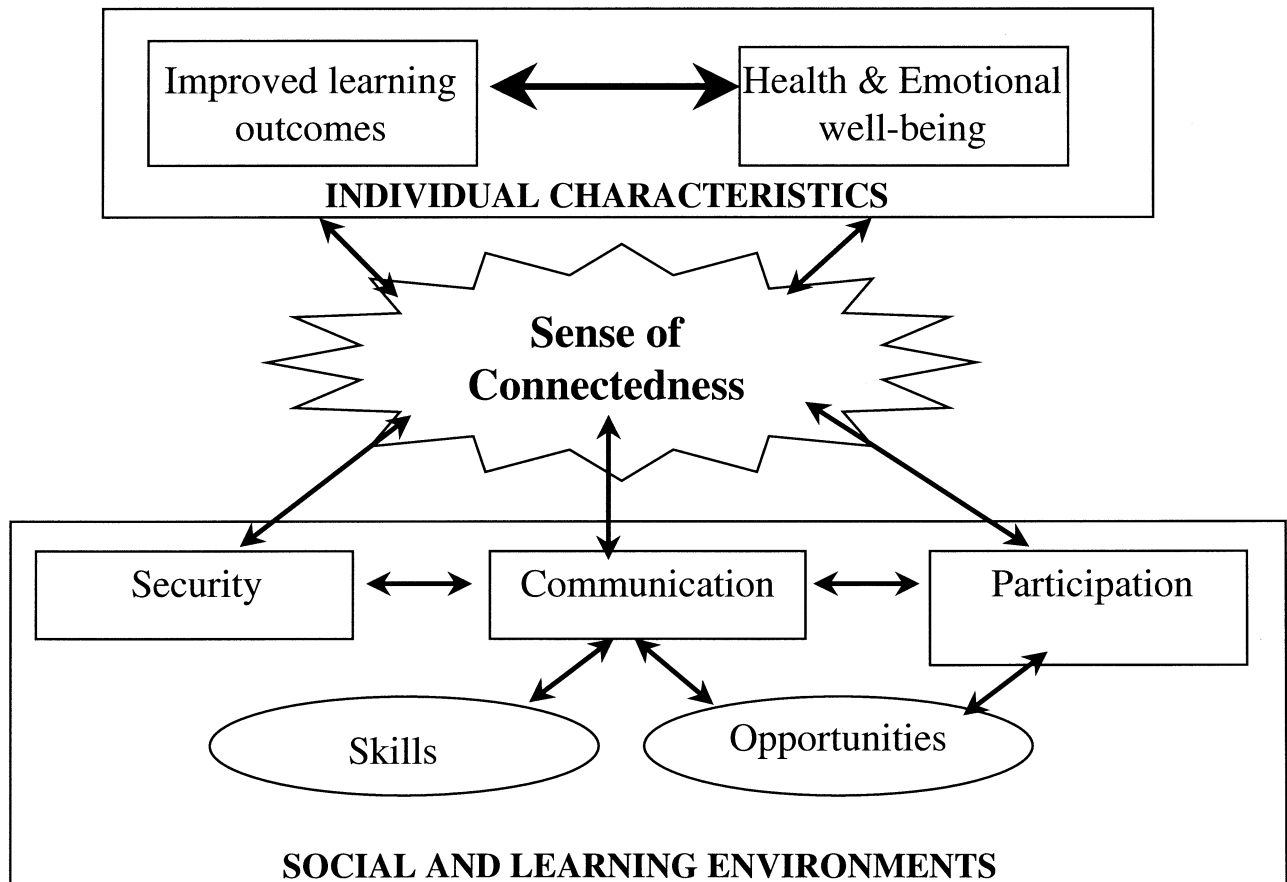 Improved learning
outcomes
Health & Emotional
well-being
INDIVIDUAL CHARACTERISTICS
Sense of
Connectedness
Security
Communication
Participation
Skills
Opportunities
SOCIAL AND LEARNING ENVIRONMENTS